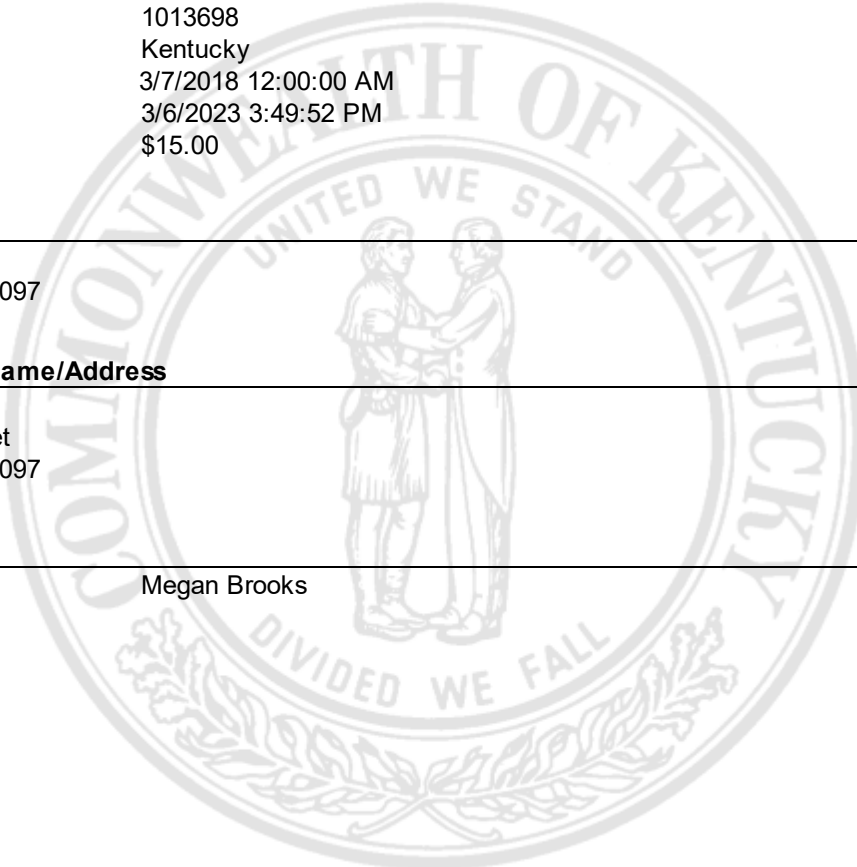 1013698
Kentucky
3/7/2018 12:00:00 AM
3/6/2023 3:49:52 PM
$15.00
COMMONWEALTH OF KENTUCKY
UNITED WE STAND
097
ame/Address
et
097
Megan Brooks
DIVIDED WE FALL